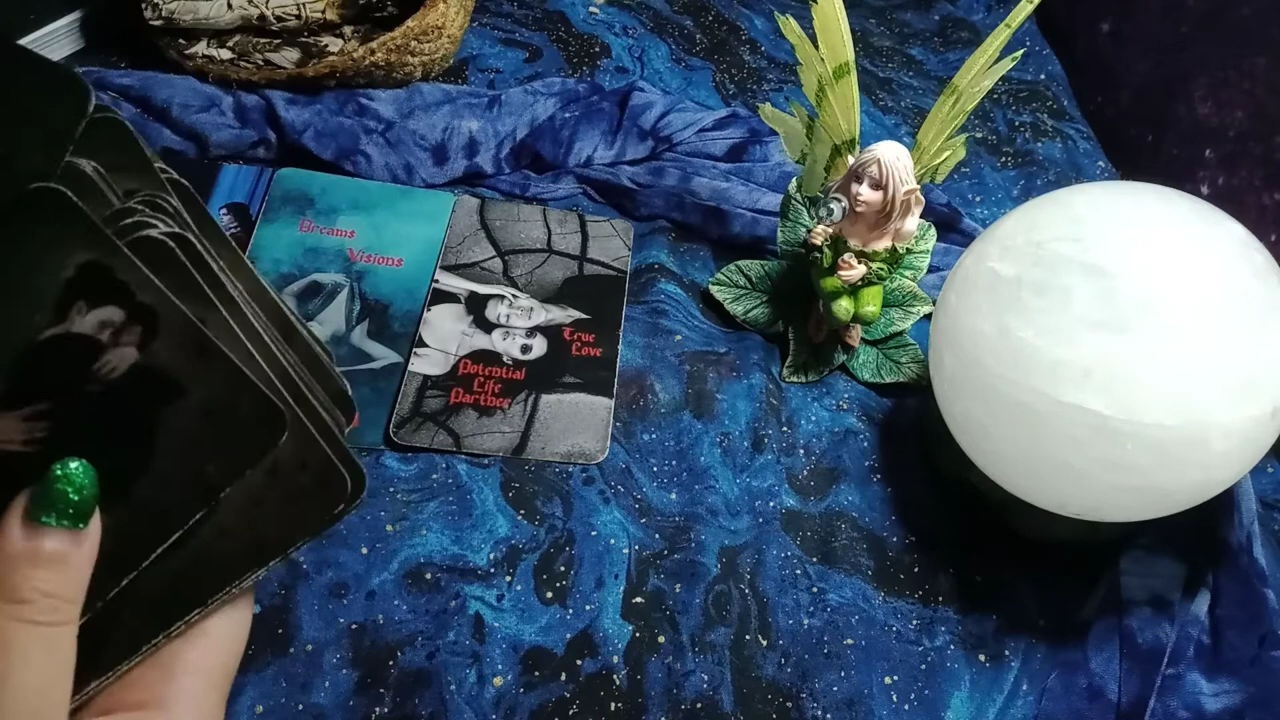 Dreams
Visions
True
Love
Potential
Life
Partner